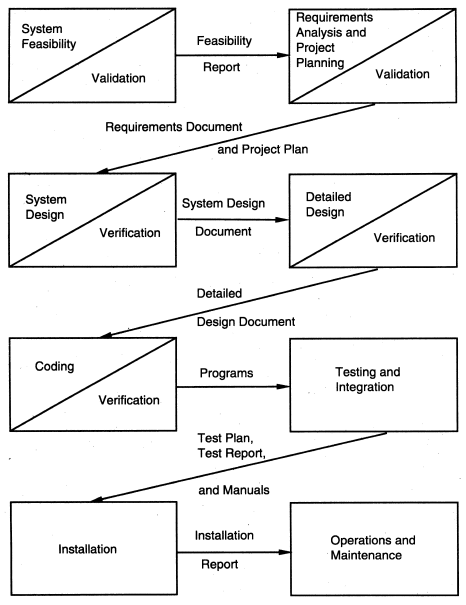 System
Feasibility
Validation
Feasibility
Report
Requirements
Analysis and
Project
Planning
Validation
Requirements Document
and Project Plan
System
Design
Verification
System Design
Document
Detailed
Design
Verification
Detailed
Design Document
Coding
Verification
Programs
Testing and
Integration
Test Plan,
Test Report,
and Manuals
Installation
Installation
Report
Operations and
Maintenance